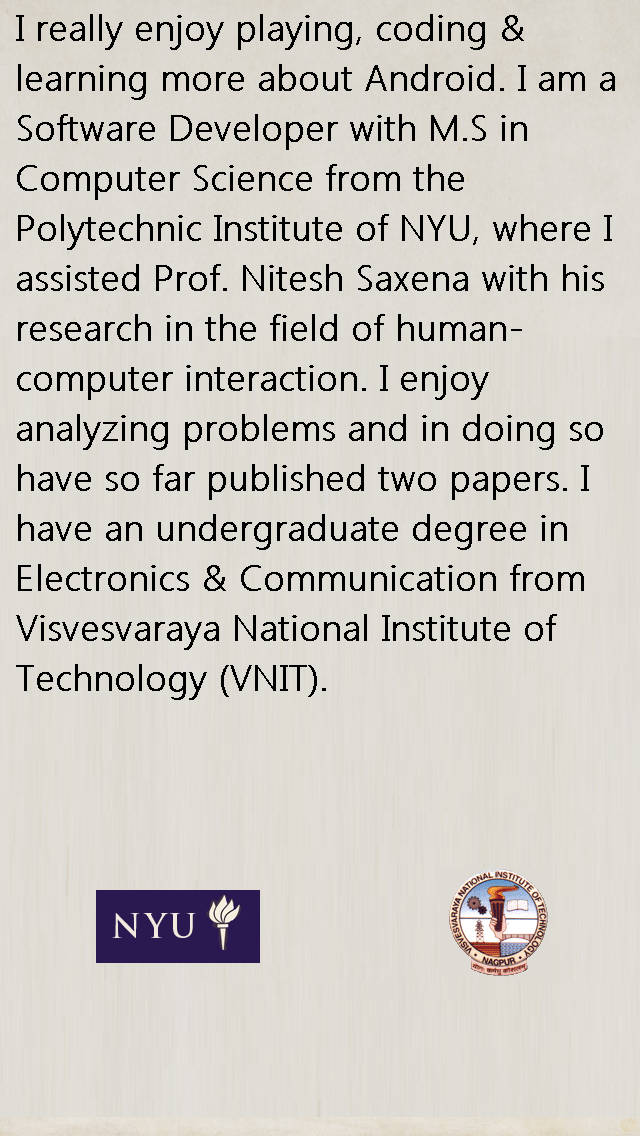 I really enjoy playing, coding &
learning more about Android. I am a
Software Developer with M.S in
Computer Science from the
Polytechnic Institute of NYU, where I
assisted Prof. Nitesh Saxena with his
research in the field of human-
computer interaction. I enjoy
analyzing problems and in doing so
have so far published two papers. I
have an undergraduate degree in
Electronics & Communication from
Visvesvaraya National Institute of
Technology (VNIT).
NYU
VISVESVARAYA NATIONAL INSTITUTE OF TECHNOLOGY
NAGPUR